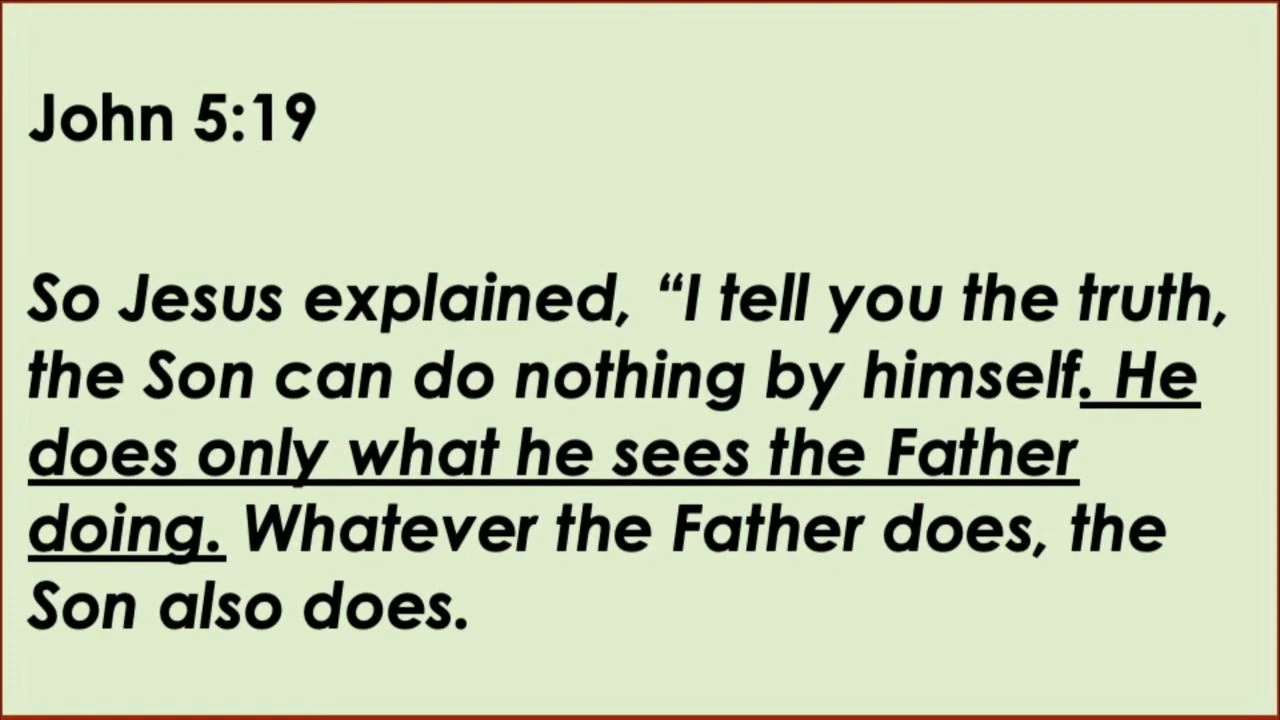 John 5:19
So Jesus explained, “I tell you the truth,
the Son can do nothing by himself. He
does only what he sees the Father
doing. Whatever the Father does, the
Son also does.